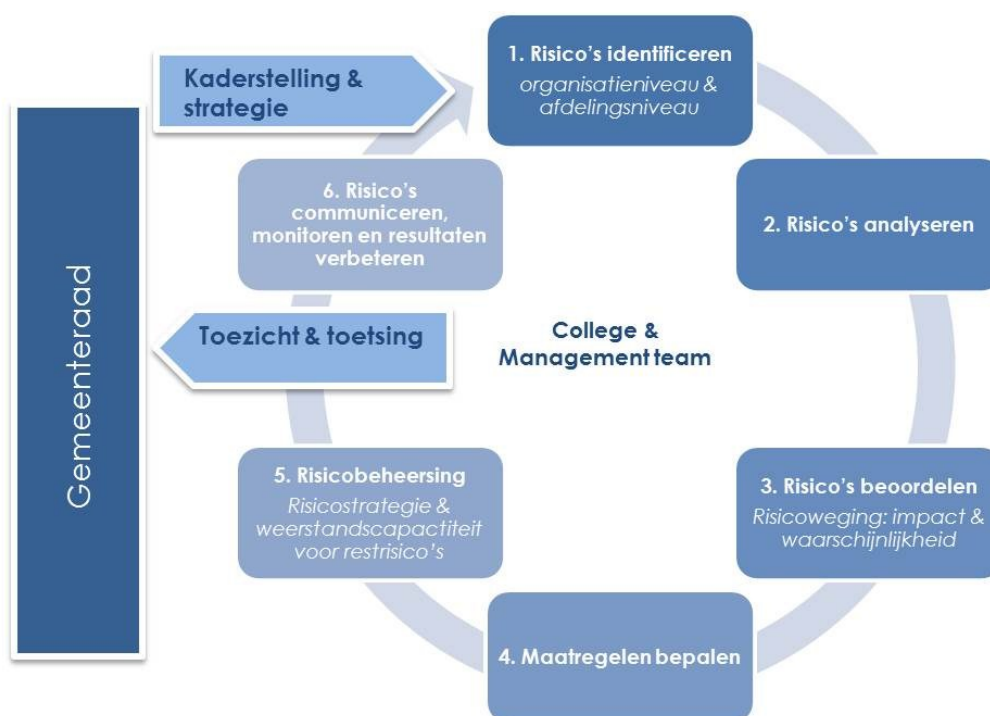 Gemeenteraad
Kaderstelling &
strategie
1. Risico's identificeren
organisatieniveau &
afdelingsniveau
2. Risico's analyseren
3. Risico's beoordelen
Risicoweging: impact &
waarschijnlijkheid
4. Maatregelen bepalen
5. Risicobeheersing
Risicostrategie &
weerstandscapactiteit
voor restrisico's
6. Risico's
communiceren,
monitoren en resultaten
verbeteren
Toezicht & toetsing
College &
Management team